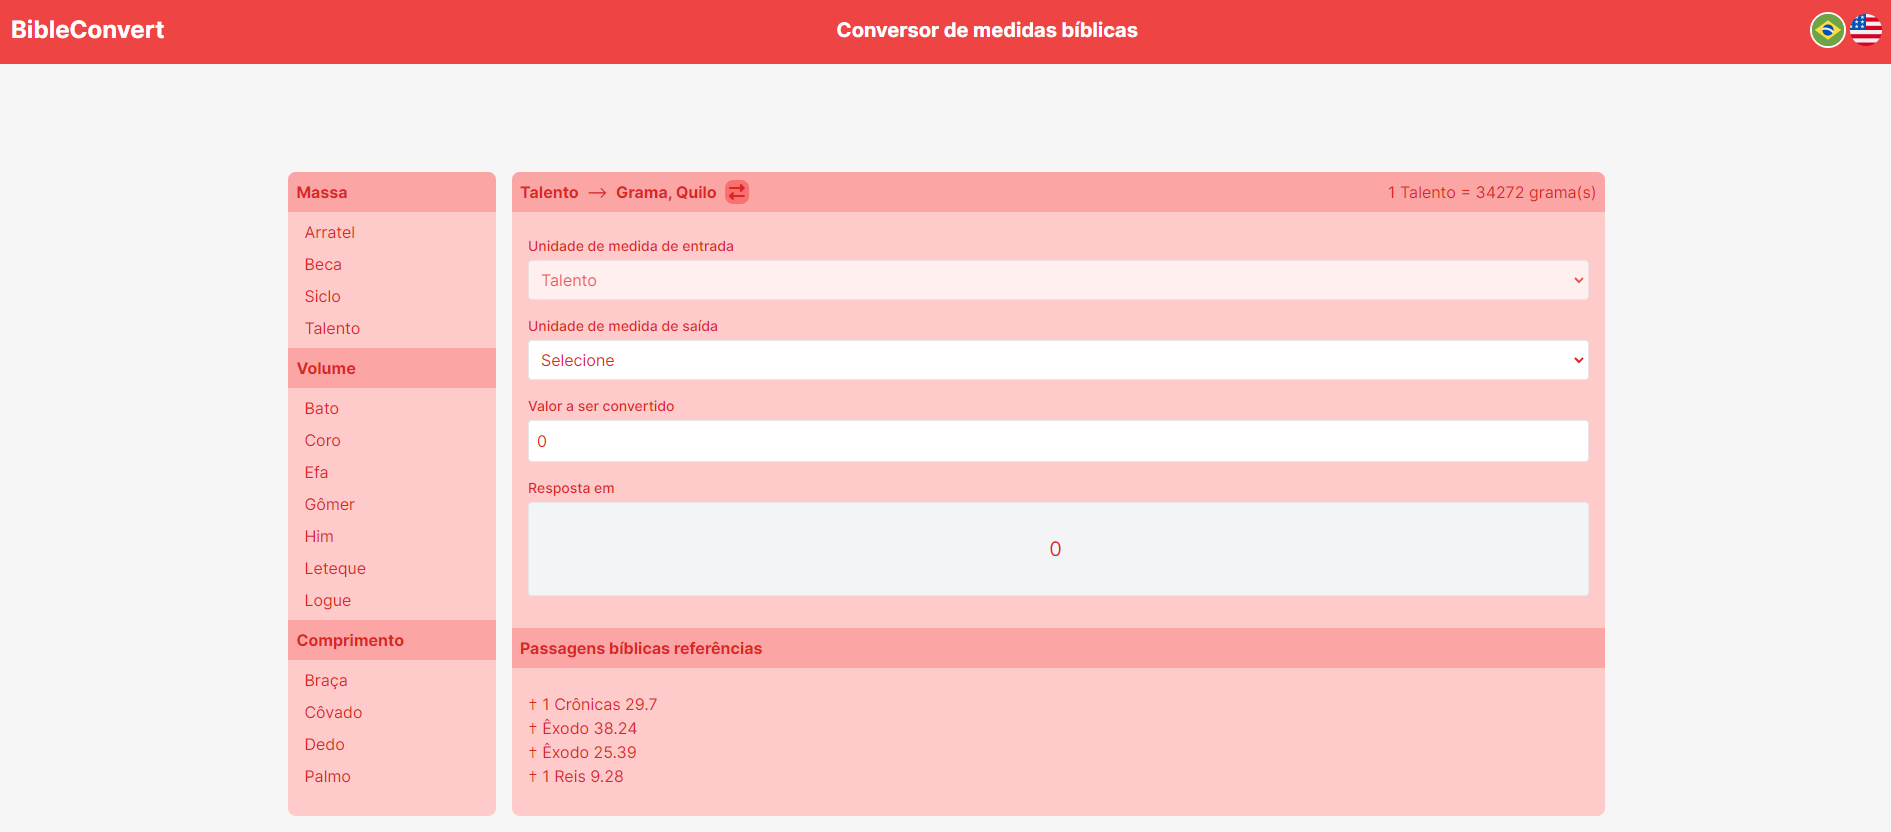 BibleConvert
Conversor de medidas bíblicas
Massa
Arratel
Beca
Siclo
Talento
Volume
Bato
Coro
Efa
Gômer
Him
Leteque
Logue
Comprimento
Braça
Côvado
Dedo
Palmo
Talento → Grama, Quilo
1 Talento = 34272 grama(s)
Unidade de medida de entrada
Talento
Unidade de medida de saída
Selecione
Valor a ser convertido
0
Resposta em
0
Passagens bíblicas referências
† 1 Crônicas 29.7
† Êxodo 38.24
† Êxodo 25.39
† 1 Reis 9.28